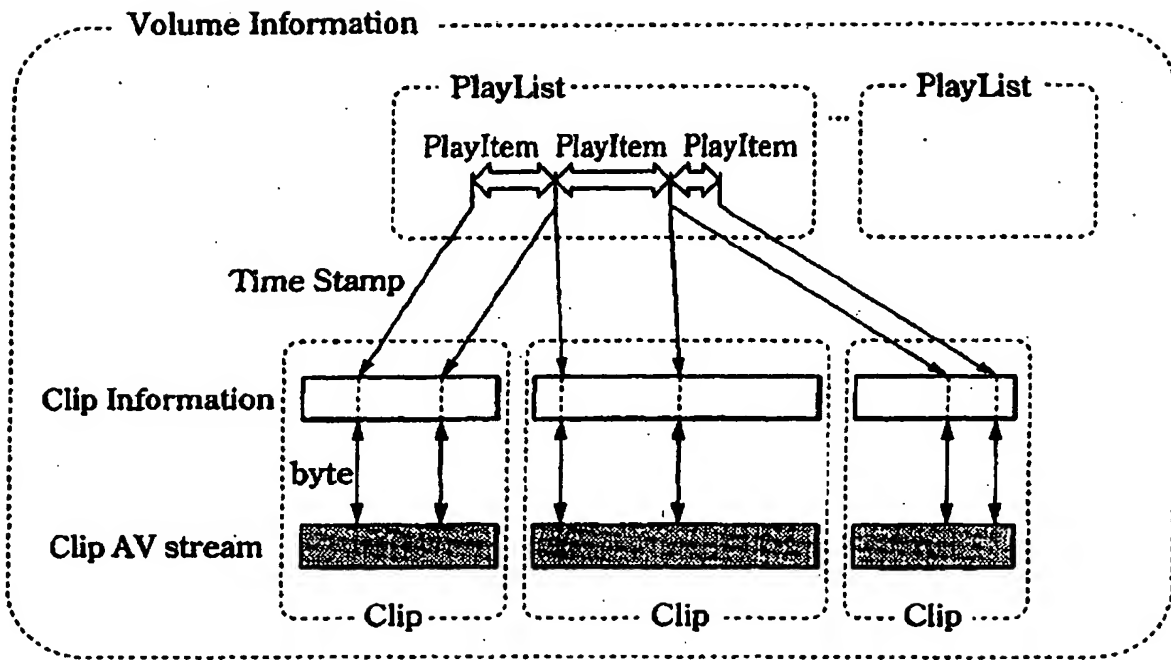 Volume Information
PlayList
...
PlayList
PlayItem PlayItem PlayItem
Time Stamp
Clip Information
byte
Clip AV stream
Clip
Clip
Clip